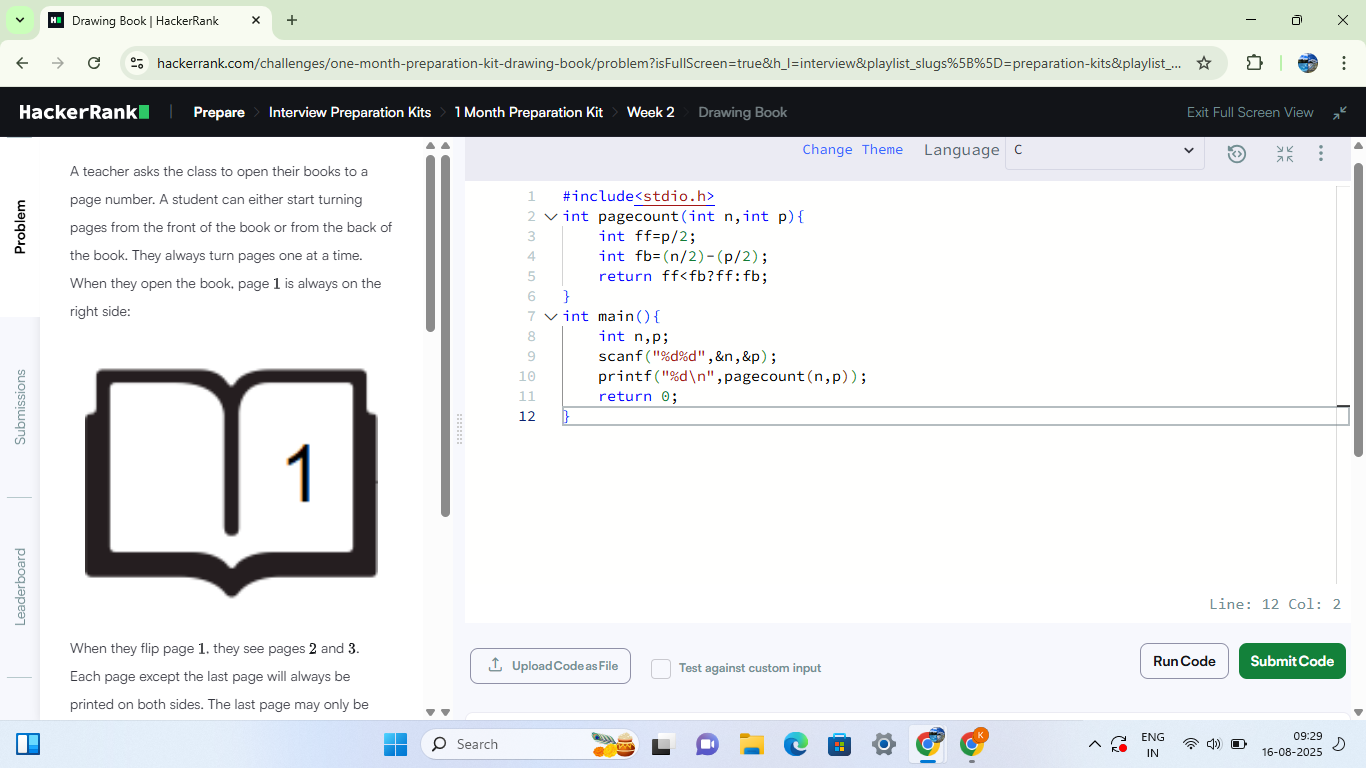 Drawing Book | HackerRank
hackerrank.com/challenges/one-month-preparation-kit-drawing-book/problem?isFullScreen=true&h_l=interview&playlist_slugs%5B%5D=preparation-kits&playlist_...
HackerRank
Prepare
Interview Preparation Kits
1 Month Preparation Kit
Week 2
Drawing Book
Exit Full Screen View
Problem
Submissions
Leaderboard
A teacher asks the class to open their books to a
page number. A student can either start turning
pages from the front of the book or from the back of
the book. They always turn pages one at a time.
When they open the book, page 1 is always on the
right side:
1
When they flip page 1, they see pages 2 and 3.
Each page except the last page will always be
printed on both sides. The last page may only be
Change Theme
Language
C
1 #include<stdio.h>
2 int pagecount(int n,int p){
3 int ff=p/2;
4 int fb=(n/2)-(p/2);
5 return ff<fb?ff:fb;
6 }
7 int main(){
8 int n,p;
9 scanf("%d%d",&n,&p);
10 printf("%d\n",pagecount(n,p));
11 return 0;
12 }
Line: 12 Col: 2
Upload Code as File
Test against custom input
Run Code
Submit Code
Search
K
ENG
IN
09:29
16-08-2025